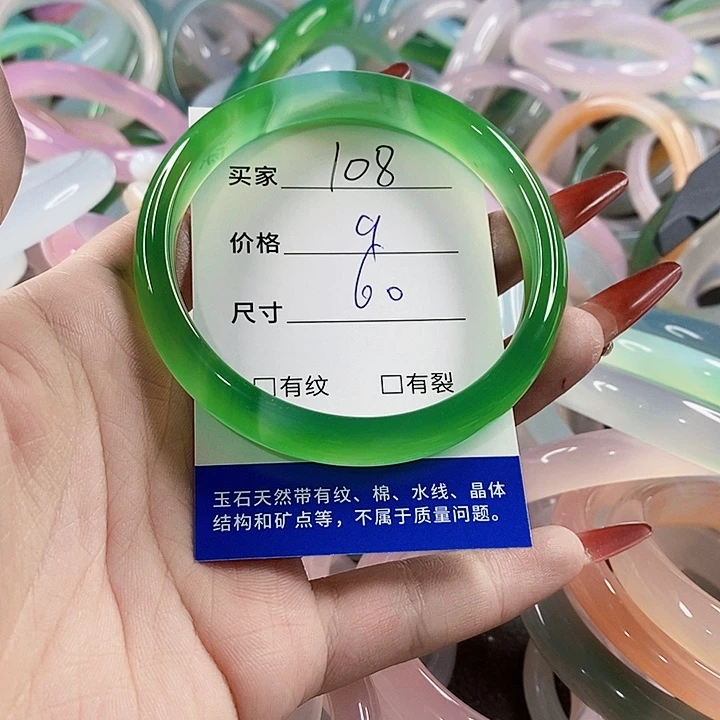 买家 108
价格 9
尺寸 60
□有纹 □有裂
玉石天然带有纹、棉、水线、晶体
结构和矿点等，不属于质量问题。